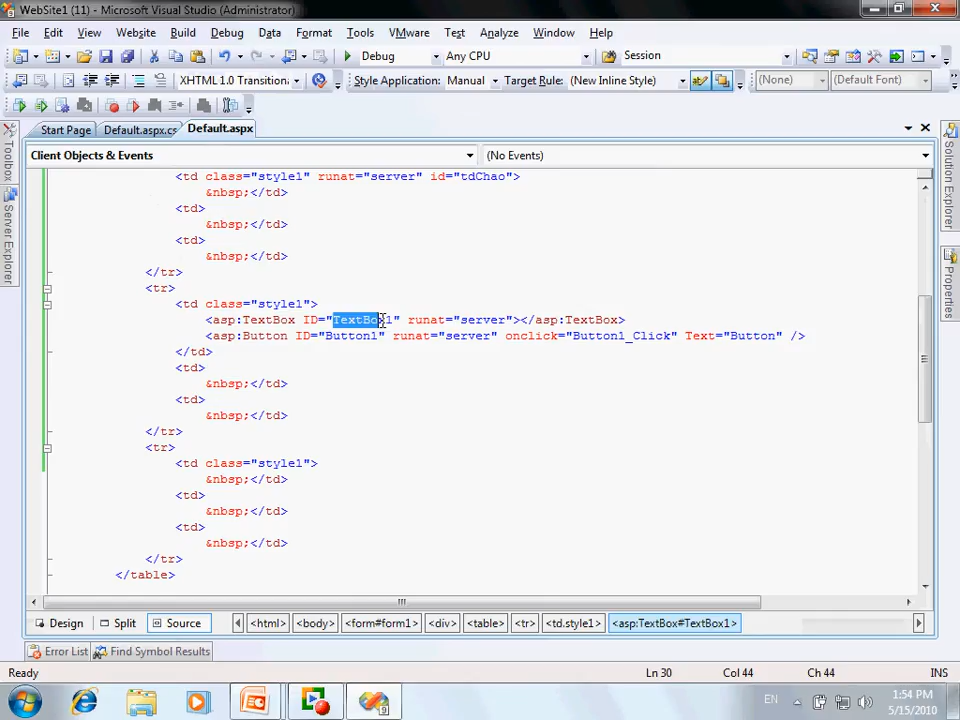 WebSite1 (11) - Microsoft Visual Studio (Administrator)
File Edit View Website Build Debug Data Format Tools VMware Test Analyze Window Help
Debug Any CPU Session
XHTML 1.0 Transition Style Application: Manual Target Rule: (New Inline Style) (None) (Default Font)
Start Page Default.aspx.cs Default.aspx
Client Objects & Events (No Events)
Toolbox
Server Explorer
Solution Explorer
Properties
<td class="style1" runat="server" id="tdChao">
&nbsp;</td>
<td>
&nbsp;</td>
<td>
&nbsp;</td>
</tr>
<tr>
<td class="style1">
<asp:TextBox ID="TextBox1" runat="server"></asp:TextBox>
<asp:Button ID="Button1" runat="server" onclick="Button1_Click" Text="Button" />
</td>
<td>
&nbsp;</td>
<td>
&nbsp;</td>
</tr>
<tr>
<td class="style1">
&nbsp;</td>
<td>
&nbsp;</td>
<td>
&nbsp;</td>
</tr>
</table>
Design Split Source <html> <body> <form#form1> <div> <table> <tr> <td.style1> <asp:TextBox#TextBox1>
Error List Find Symbol Results
Ready Ln 30 Col 44 Ch 44 INS
EN 1:54 PM
5/15/2010